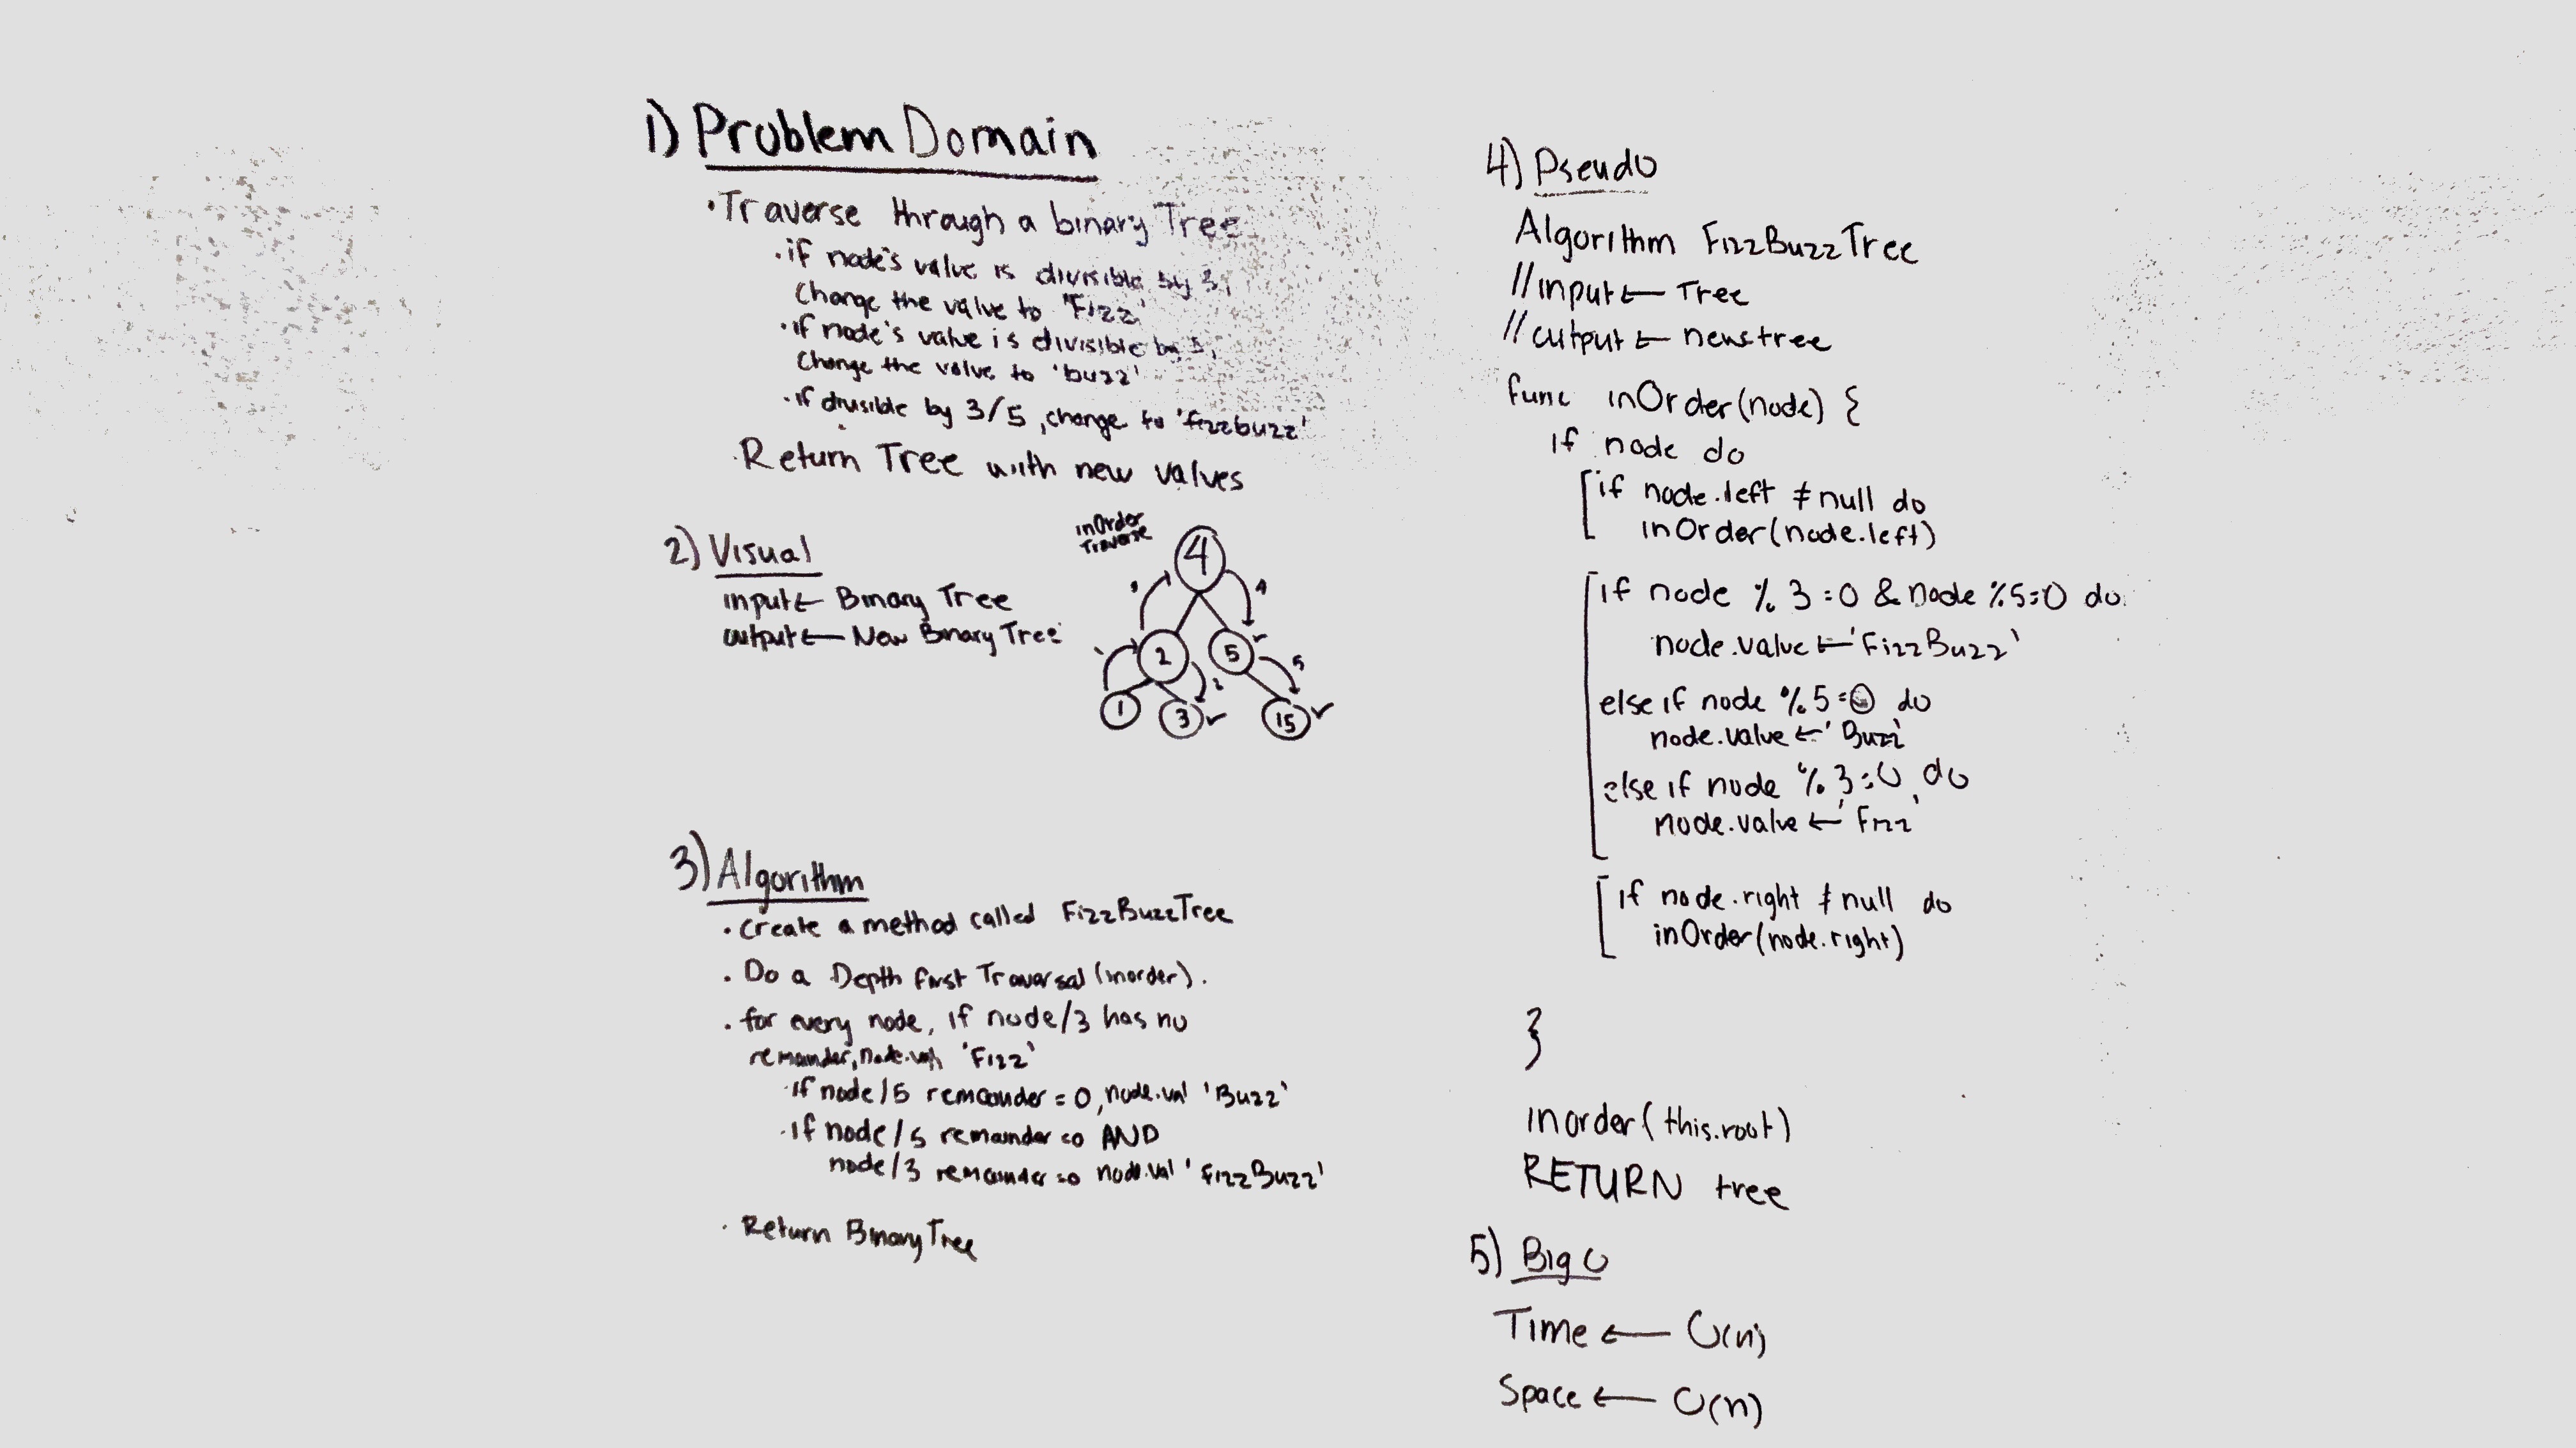 1) Problem Domain
• Traverse through a binary Tree
• if node's value is divisible by 3,
Change the value to 'Fizz'
• if node's value is divisible by 5,
Change the value to 'buzz'
• if divisible by 3/5, change to 'fizzbuzz'
• Return Tree with new values
2) Visual
input ← Binary Tree
output ← New Binary Tree
inOrder
Traverse
4
3
4
2
5
5
1
2
1
3
15
3) Algorithm
• Create a method called FizzBuzzTree
• Do a Depth first Traversal (inorder).
• for every node, if node/3 has no
remainder, node.val 'Fizz'
• if node/5 remainder = 0, node.val 'Buzz'
• If node/5 remainder =0 AND
node/3 remainder =0 node.val 'FizzBuzz'
• Return Binary Tree
4) Pseudo
Algorithm FizzBuzzTree
// input ← Tree
// output ← new tree
func inOrder(node) {
if node do
if node.left ≠ null do
inOrder(node.left)
if node % 3 = 0 & node % 5 = 0 do
node.value ← 'FizzBuzz'
else if node % 5 = 0 do
node.value ← 'Buzz'
else if node % 3 = 0 do
node.value ← 'Fizz'
if node.right ≠ null do
inOrder(node.right)
}
inorder(this.root)
RETURN tree
5) Big O
Time ← O(n)
Space ← O(n)